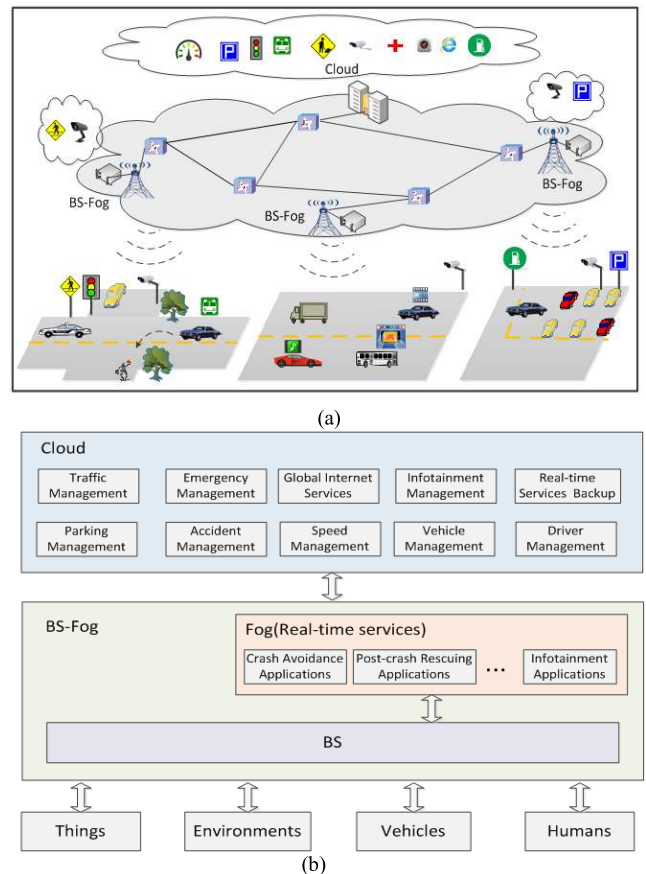 P
Cloud
P
BS-Fog
BS-Fog
BS-Fog
P
(a)
Cloud
Traffic
Management
Emergency
Management
Global Internet
Services
Infotainment
Management
Real-time
Services Backup
Parking
Management
Accident
Management
Speed
Management
Vehicle
Management
Driver
Management
BS-Fog
Fog(Real-time services)
Crash Avoidance
Applications
Post-crash Rescuing
Applications
...
Infotainment
Applications
BS
Things
Environments
Vehicles
Humans
(b)